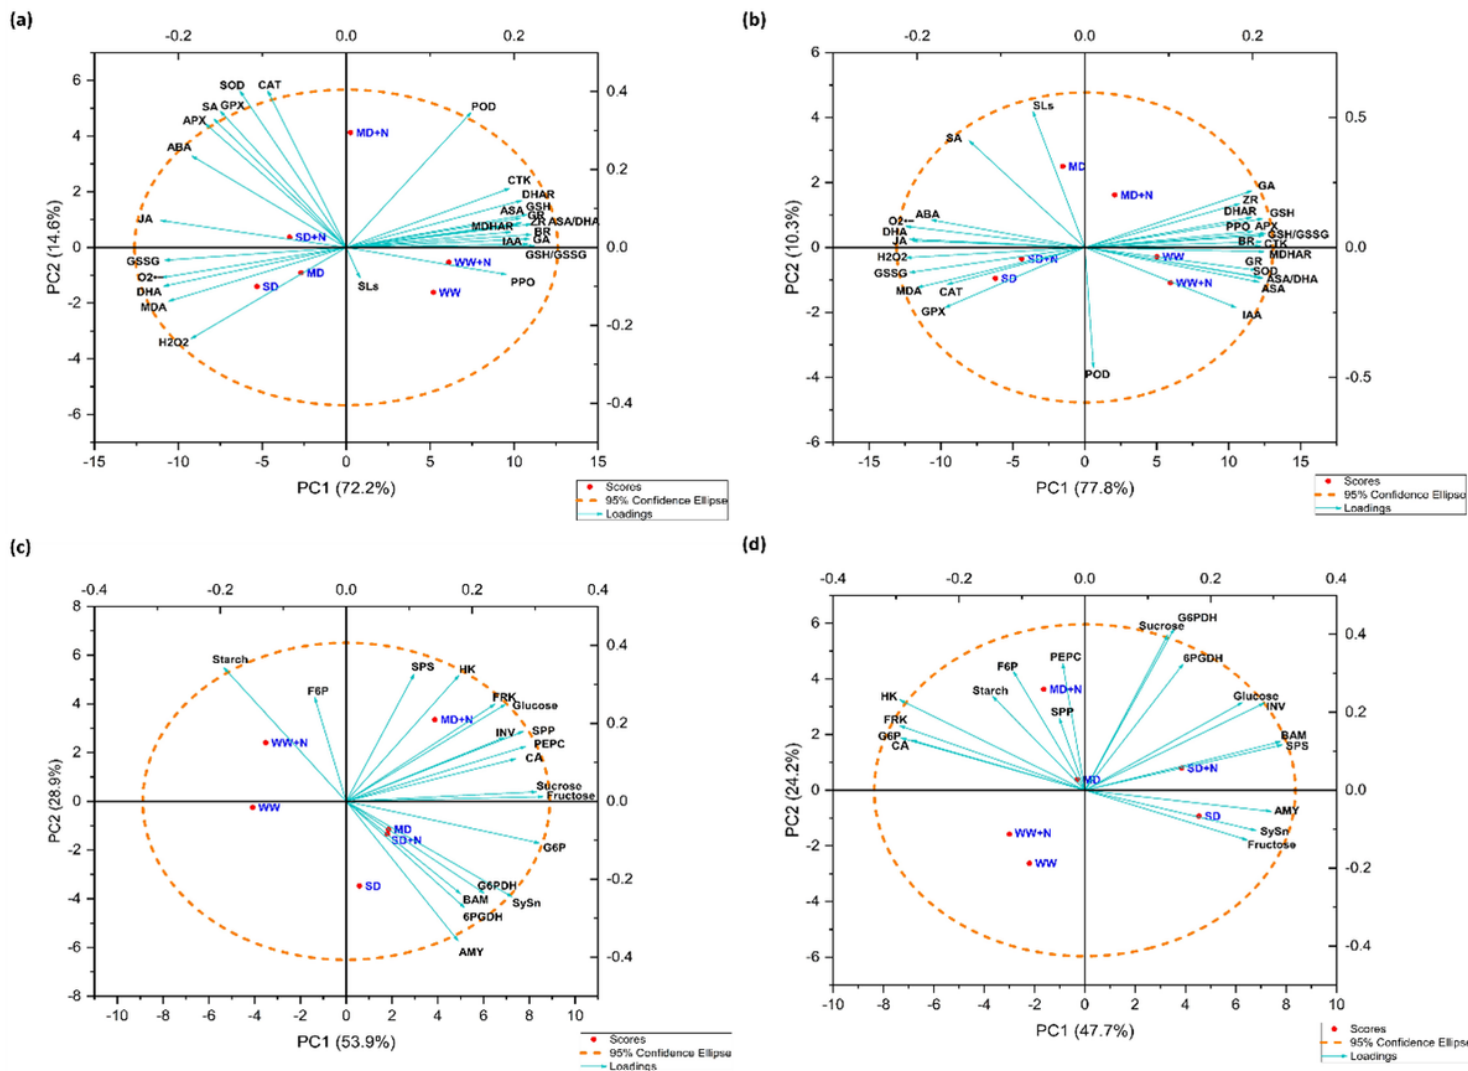 (a)
-0.2 0.0 0.2
6
4
2
0
-2
-4
-6
PC2 (14.6%)
0.4
0.2
0.0
-0.2
-0.4
SOD CAT
SA GPX
APX
ABA
JA
GSSG
O2•−
DHA
MDA
H2O2
POD
CTK
DHAR
GSH
ASA GR
MDHAR ZR ASA/DHA
BR
IAA GA
GSH/GSSG
PPO
SLs
MD+N
SD+N
MD
SD
WW+N
WW
-15 -10 -5 0 5 10 15
PC1 (72.2%)
Scores
95% Confidence Ellipse
Loadings
(b)
-0.2 0.0 0.2
6
4
2
0
-2
-4
-6
PC2 (10.3%)
0.5
0.0
-0.5
SLs
SA
ABA
DHA
JA
H2O2
GSSG
MDA
CAT
GPX
POD
GA
ZR
DHAR GSH
PPO APX
GSH/GSSG
BR CTK
MDHAR
GR
SOD
ASA/DHA
ASA
IAA
MD
MD+N
SD+N
SD
WW
WW+N
-15 -10 -5 0 5 10 15
PC1 (77.8%)
Scores
95% Confidence Ellipse
Loadings
(c)
-0.4 -0.2 0.0 0.2 0.4
8
6
4
2
0
-2
-4
-6
-8
PC2 (28.9%)
0.4
0.2
0.0
-0.2
-0.4
Starch
F6P
SPS
HK
FRK
Glucose
INV SPP
PEPC
CA
Sucrose
Fructose
G6P
G6PDH
BAM SySn
6PGDH
AMY
MD+N
WW+N
WW
MD
SD+N
SD
-10 -8 -6 -4 -2 0 2 4 6 8 10
PC1 (53.9%)
Scores
95% Confidence Ellipse
Loadings
(d)
-0.4 -0.2 0.0 0.2 0.4
6
4
2
0
-2
-4
-6
PC2 (24.2%)
0.4
0.2
0.0
-0.2
-0.4
G6PDH
Sucrose
6PGDH
PEPC
F6P
Starch
SPP
HK
FRK
G6P
CA
Glucose
INV
BAM
SPS
AMY
SySn
Fructose
MD+N
MD
SD+N
SD
WW+N
WW
-10 -8 -6 -4 -2 0 2 4 6 8 10
PC1 (47.7%)
Scores
95% Confidence Ellipse
Loadings